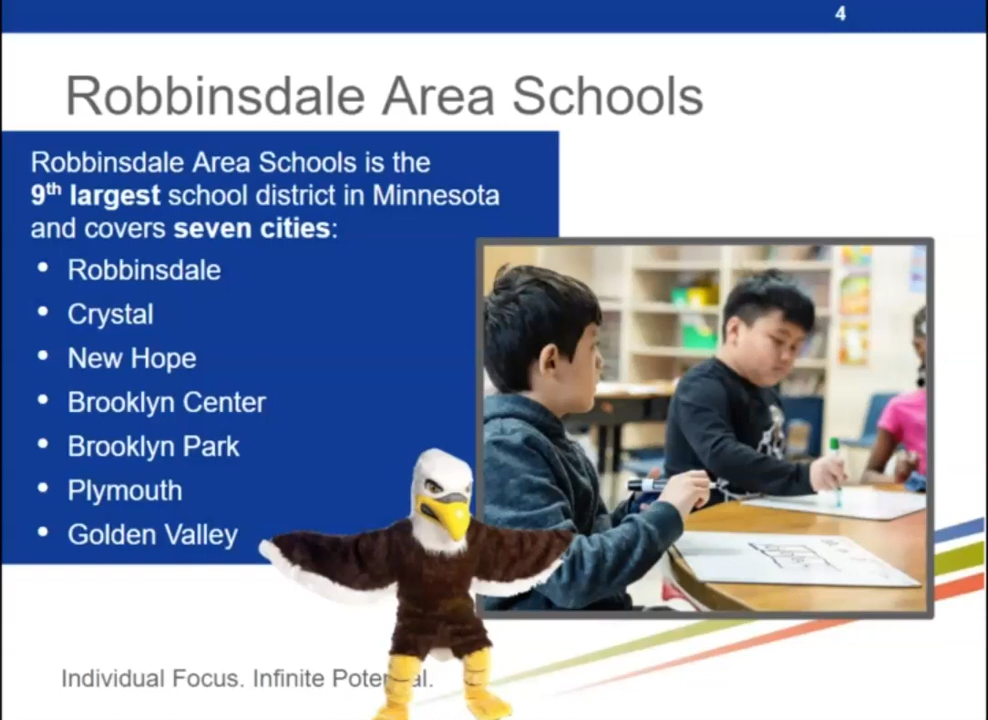 4
Robbinsdale Area Schools
Robbinsdale Area Schools is the
9th largest school district in Minnesota
and covers seven cities:
• Robbinsdale
• Crystal
• New Hope
• Brooklyn Center
• Brooklyn Park
• Plymouth
• Golden Valley
Individual Focus. Infinite